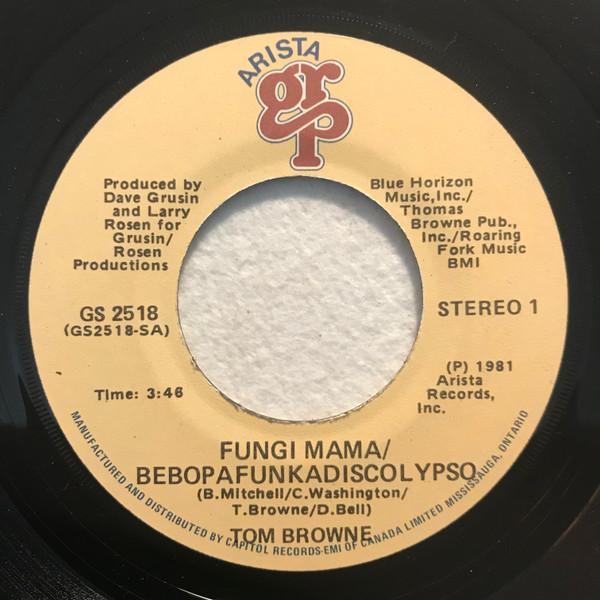 ARISTA
grp
Produced by
Dave Grusin
and Larry
Rosen for
Grusin/
Rosen
Productions
Blue Horizon
Music,Inc./
Thomas
Browne Pub.,
Inc./Roaring
Fork Music
BMI
GS 2518
(GS2518-SA)
STEREO 1
Time: 3:46
(P) 1981
Arista
Records,
Inc.
FUNGI MAMA/
BEBOPAFUNKADISCOLYPSO
(B.Mitchell/C.Washington/
T.Browne/D.Bell)
TOM BROWNE
MANUFACTURED AND DISTRIBUTED BY CAPITOL RECORDS-EMI OF CANADA LIMITED MISSISSAUGA, ONTARIO